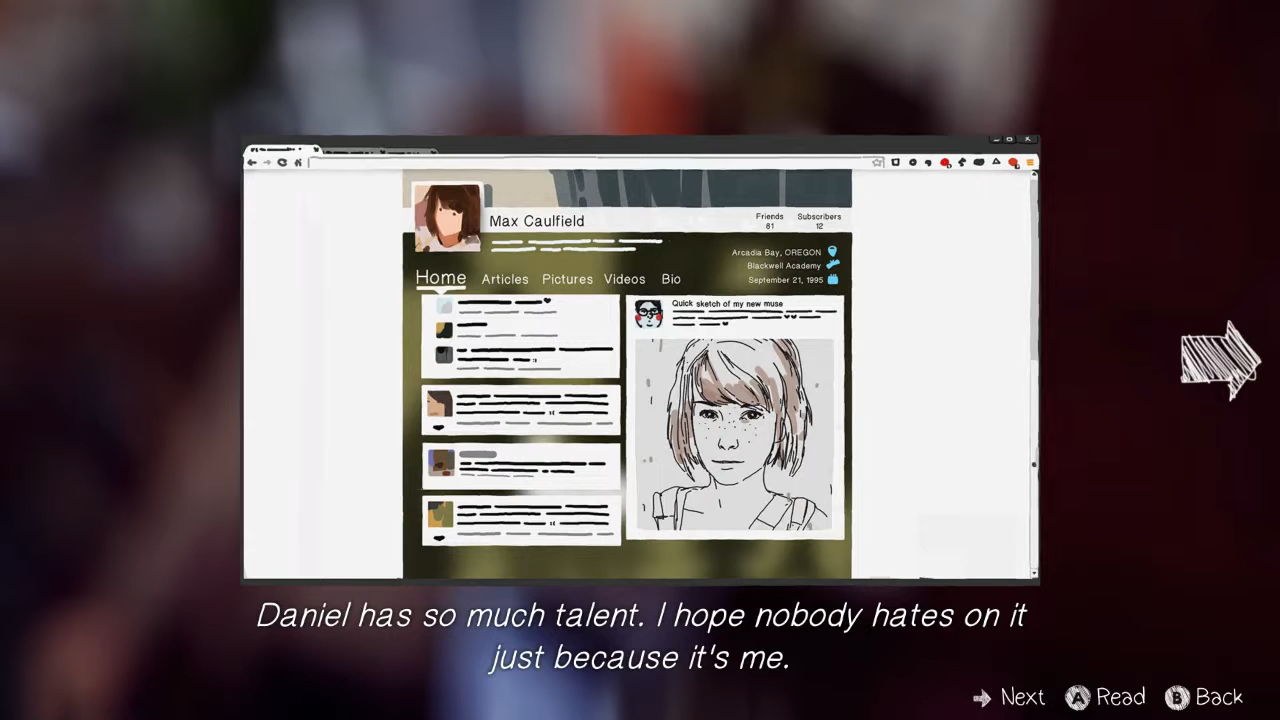 Max Caulfield
Friends
61
Subscribers
12
Arcadia Bay, OREGON
Blackwell Academy
September 21, 1995
Home Articles Pictures Videos Bio
Quick sketch of my new muse
Daniel has so much talent. I hope nobody hates on it
just because it's me.
Next A Read B Back